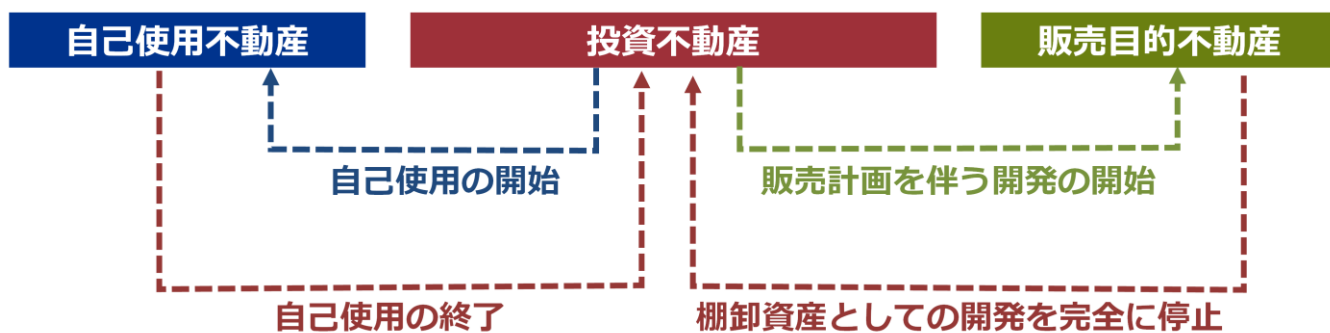 自己使用不動産
投資不動産
販売目的不動産
自己使用の開始
販売計画を伴う開発の開始
自己使用の終了
棚卸資産としての開発を完全に停止